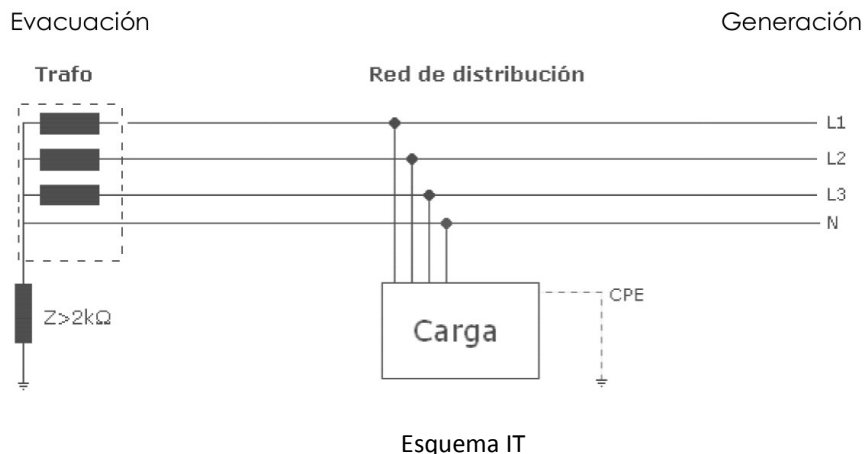 Evacuación Generación
Trafo Red de distribución
L1
L2
L3
N
Z>2kΩ
CPE
Carga
Esquema IT